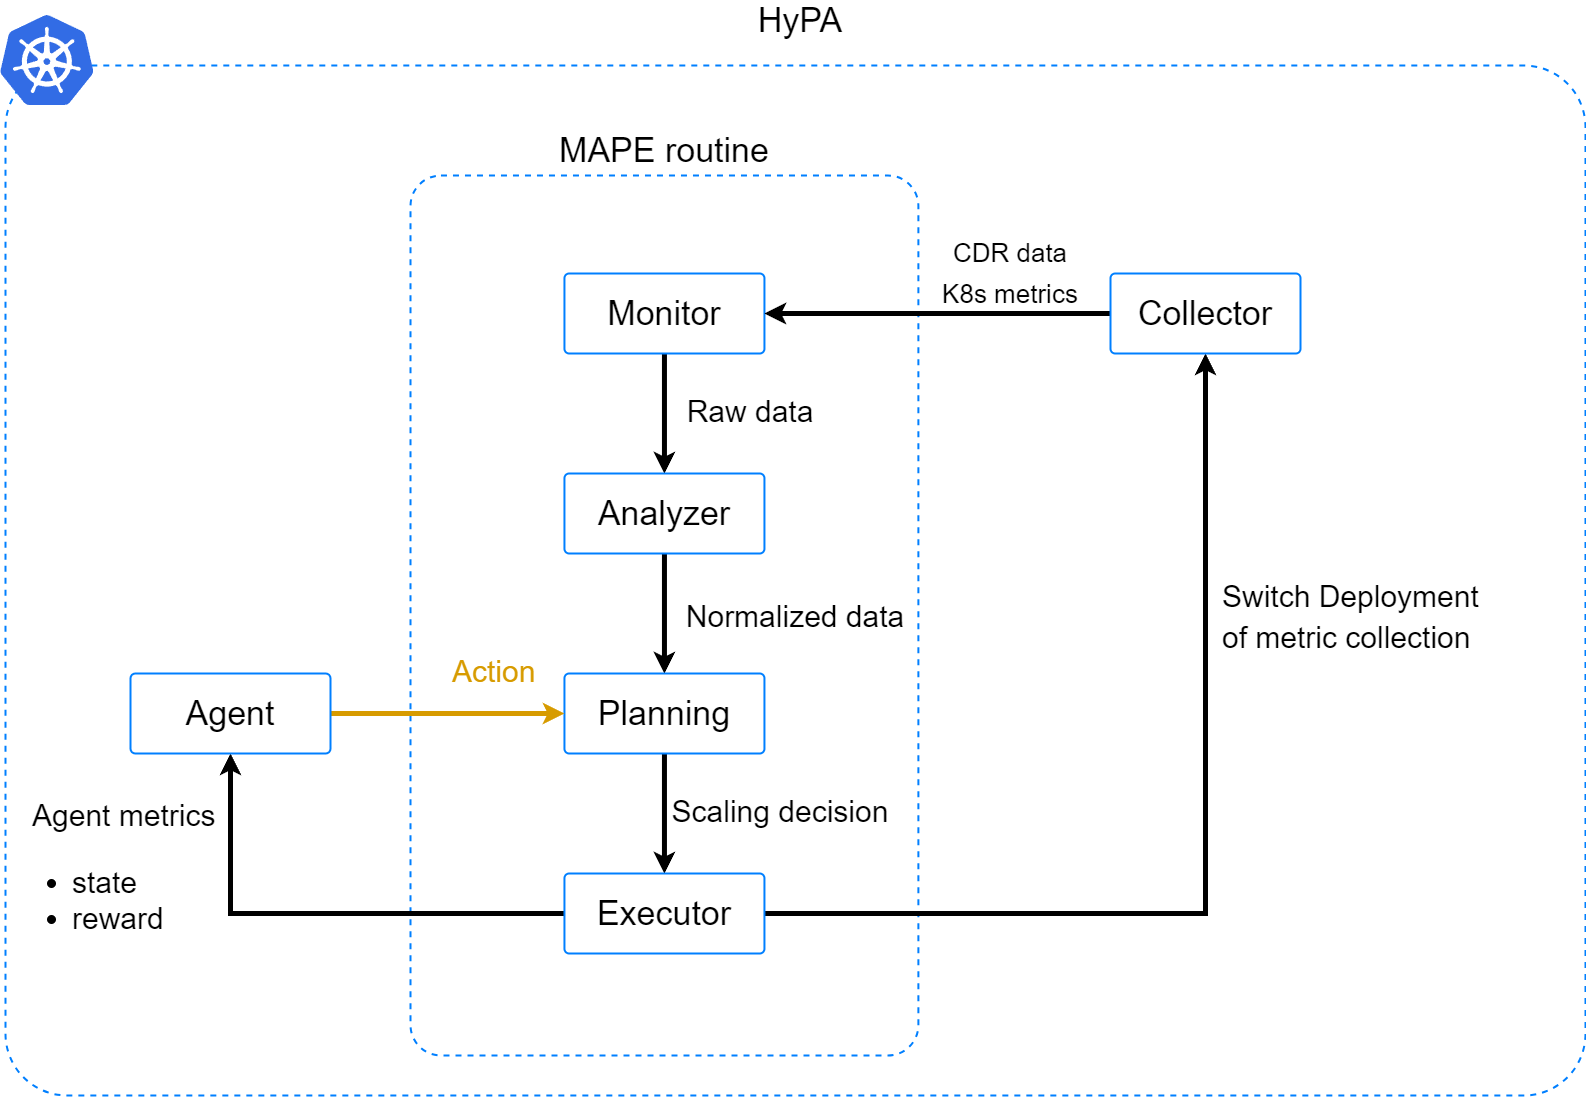 HyPA
MAPE routine
CDR data
K8s metrics
Monitor
Collector
Raw data
Analyzer
Switch Deployment
of metric collection
Normalized data
Action
Agent
Planning
Agent metrics
• state
• reward
Scaling decision
Executor